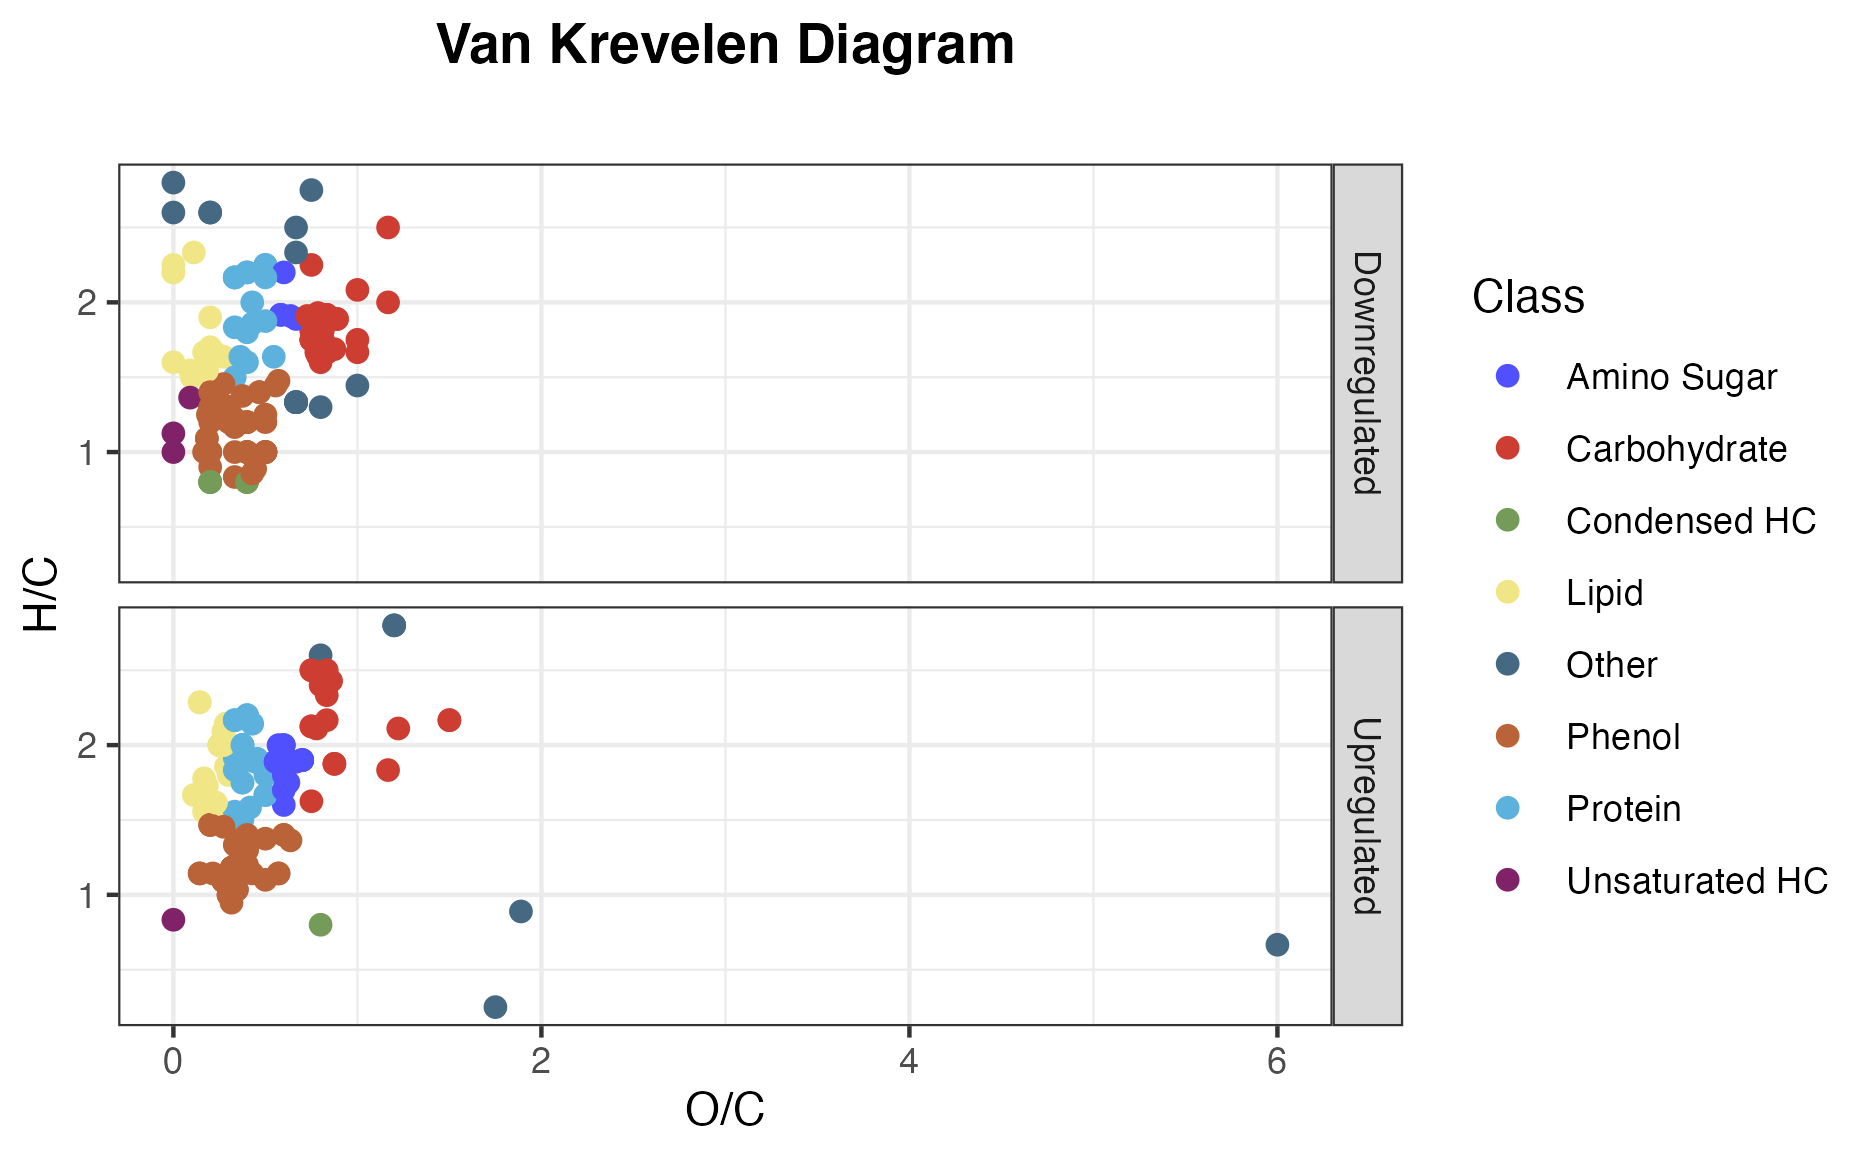 Van Krevelen Diagram
H/C
2
1
Downregulated
2
1
Upregulated
0 2 4 6
O/C
Class
Amino Sugar
Carbohydrate
Condensed HC
Lipid
Other
Phenol
Protein
Unsaturated HC